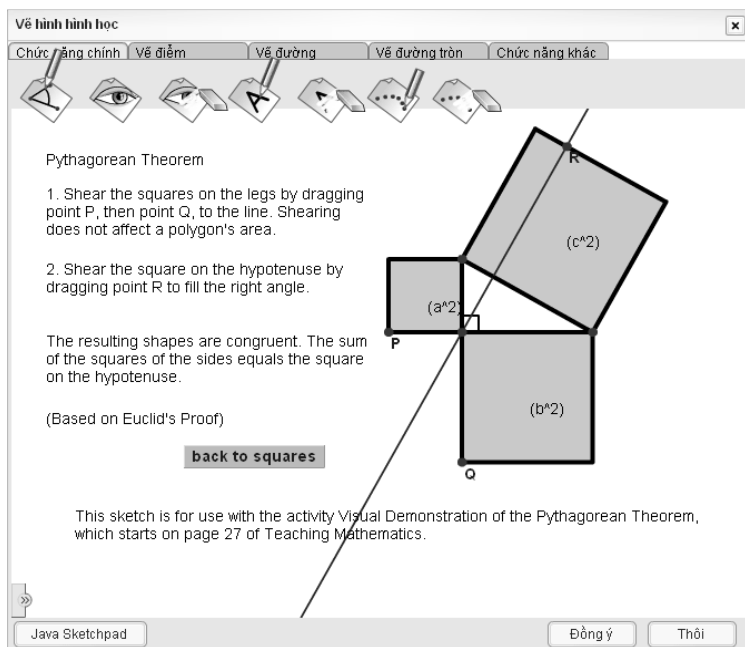 Vẽ hình hình học
Chức năng chính
Vẽ điểm
Vẽ đường
Vẽ đường tròn
Chức năng khác
A
A
Pythagorean Theorem
1. Shear the squares on the legs by dragging
point P, then point Q, to the line. Shearing
does not affect a polygon's area.
2. Shear the square on the hypotenuse by
dragging point R to fill the right angle.
The resulting shapes are congruent. The sum
of the squares of the sides equals the square
on the hypotenuse.
(Based on Euclid's Proof)
back to squares
R
(c^2)
(a^2)
P
(b^2)
Q
This sketch is for use with the activity Visual Demonstration of the Pythagorean Theorem,
which starts on page 27 of Teaching Mathematics.
Java Sketchpad
Đồng ý
Thôi